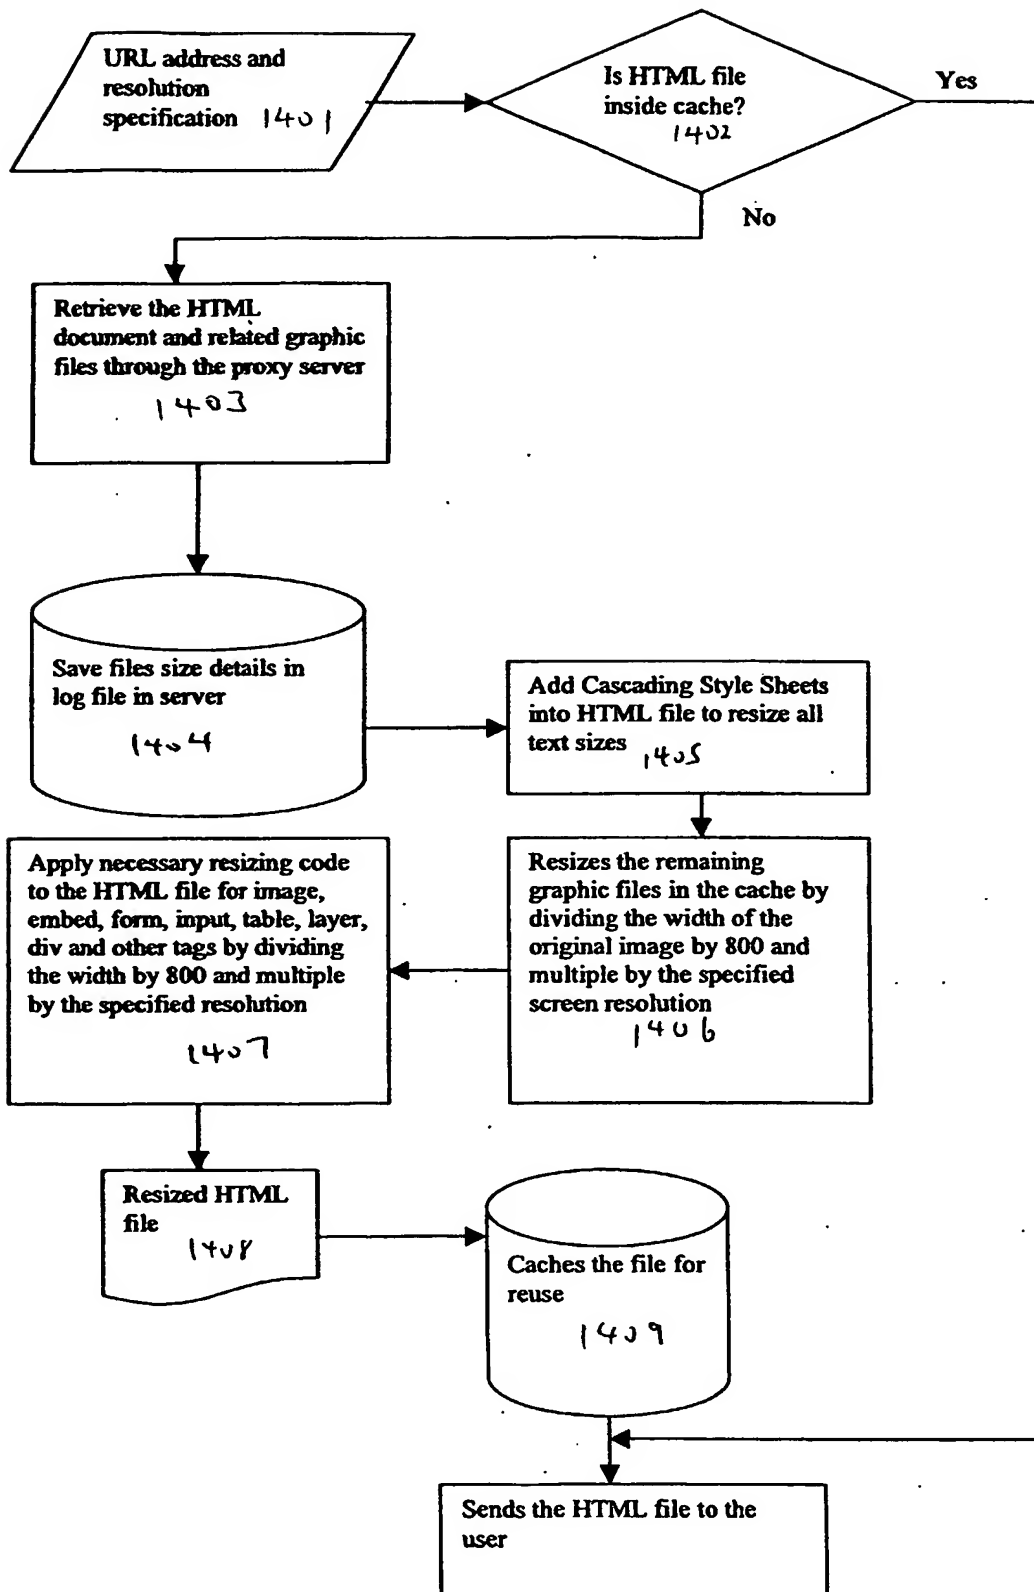 URL address and
resolution
specification 1401
Is HTML file
inside cache?
1402
Yes
No
Retrieve the HTML
document and related graphic
files through the proxy server
1403
Save files size details in
log file in server
1404
Add Cascading Style Sheets
into HTML file to resize all
text sizes 1405
Resizes the remaining
graphic files in the cache by
dividing the width of the
original image by 800 and
multiple by the specified
screen resolution
1406
Apply necessary resizing code
to the HTML file for image,
embed, form, input, table, layer,
div and other tags by dividing
the width by 800 and multiple
by the specified resolution
1407
Resized HTML
file
1408
Caches the file for
reuse
1409
Sends the HTML file to the
user